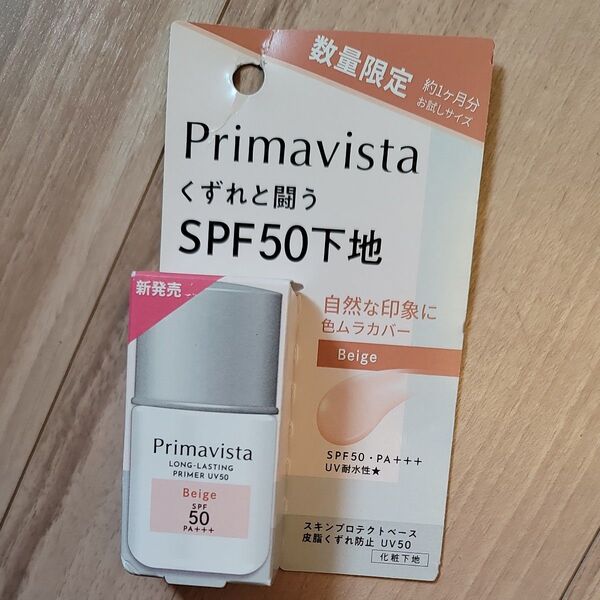 数量限定
約1ヶ月分
お試しサイズ
Primavista
くずれと闘う
SPF50下地
自然な印象に
色ムラカバー
Beige
SPF50・PA+++
UV耐水性★
スキンプロテクトベース
皮脂くずれ防止 UV50
化粧下地
新発売
Primavista
LONG-LASTING
PRIMER UV50
Beige
SPF
50
PA+++